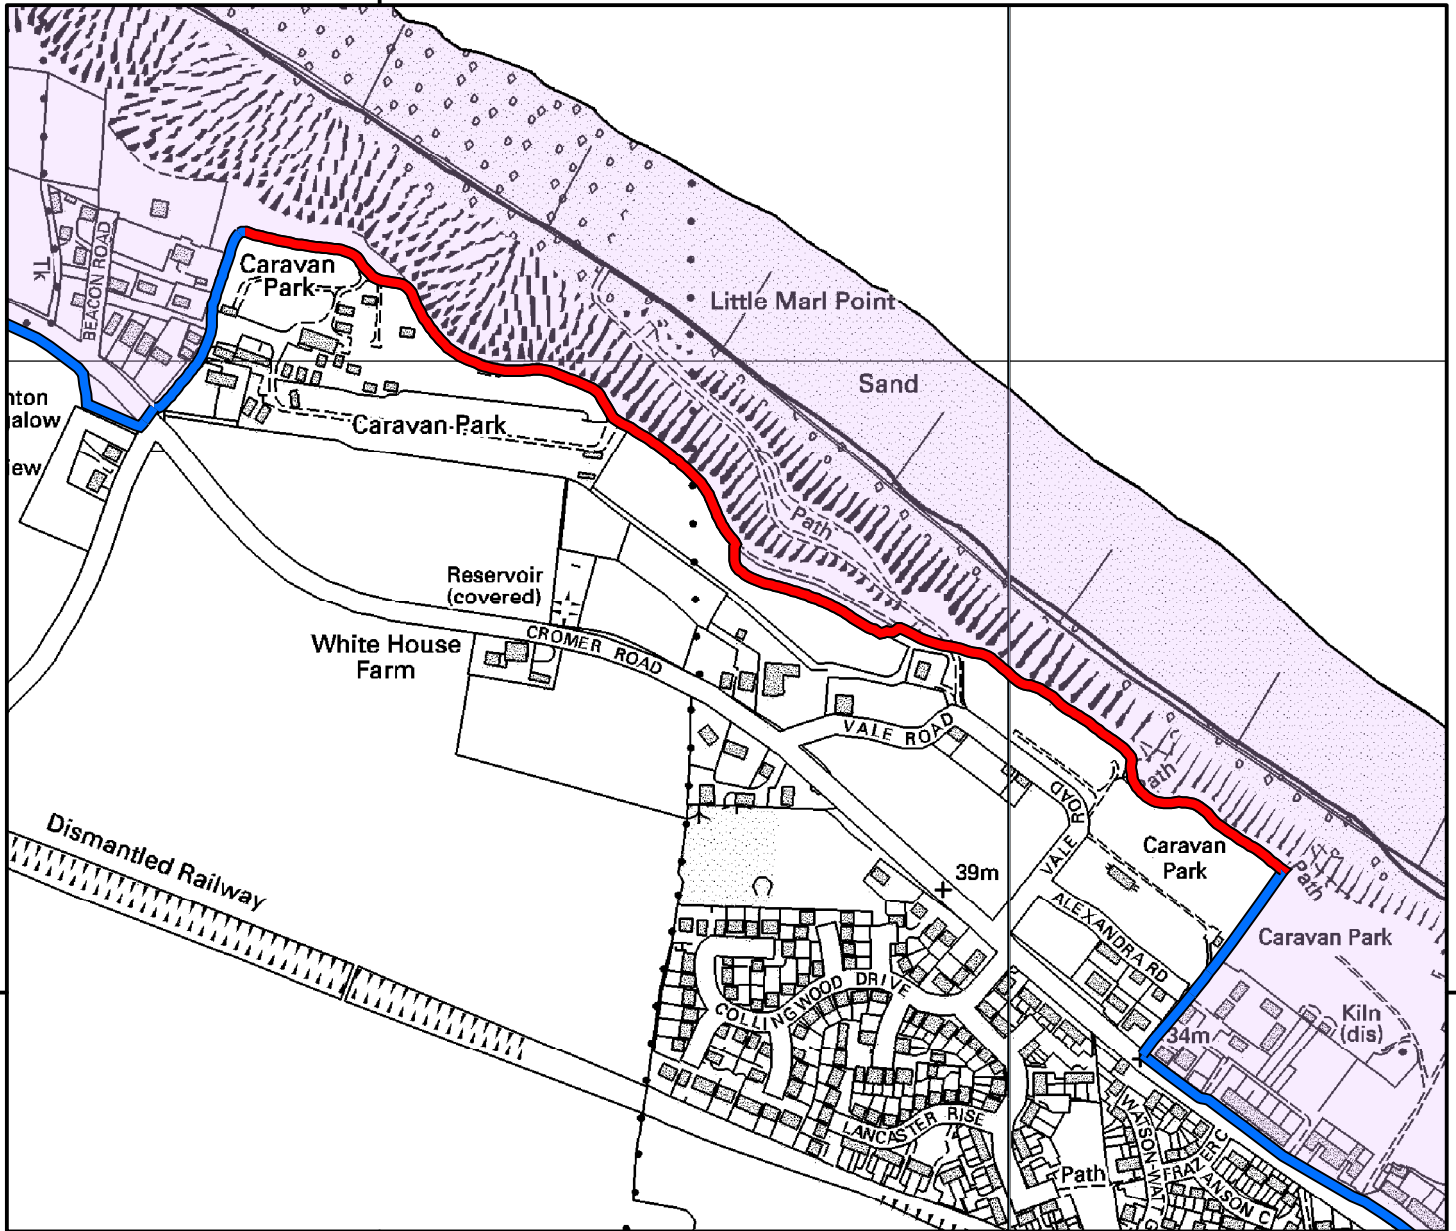 BEACON ROAD
Tk
Caravan
Park
Little Marl Point
Sand
nton
alow
iew
Caravan Park
Path
Reservoir
(covered)
White House
Farm
CROMER ROAD
VALE ROAD
Path
VALE ROAD
Dismantled Railway
39m
Caravan
Park
Path
ALEXANDRA RD
Caravan Park
COLLINGWOOD DRIVE
Kiln
(dis)
34m
LANCASTER RISE
WATSON-WATT G
FRAZER C
ANSON C
Path